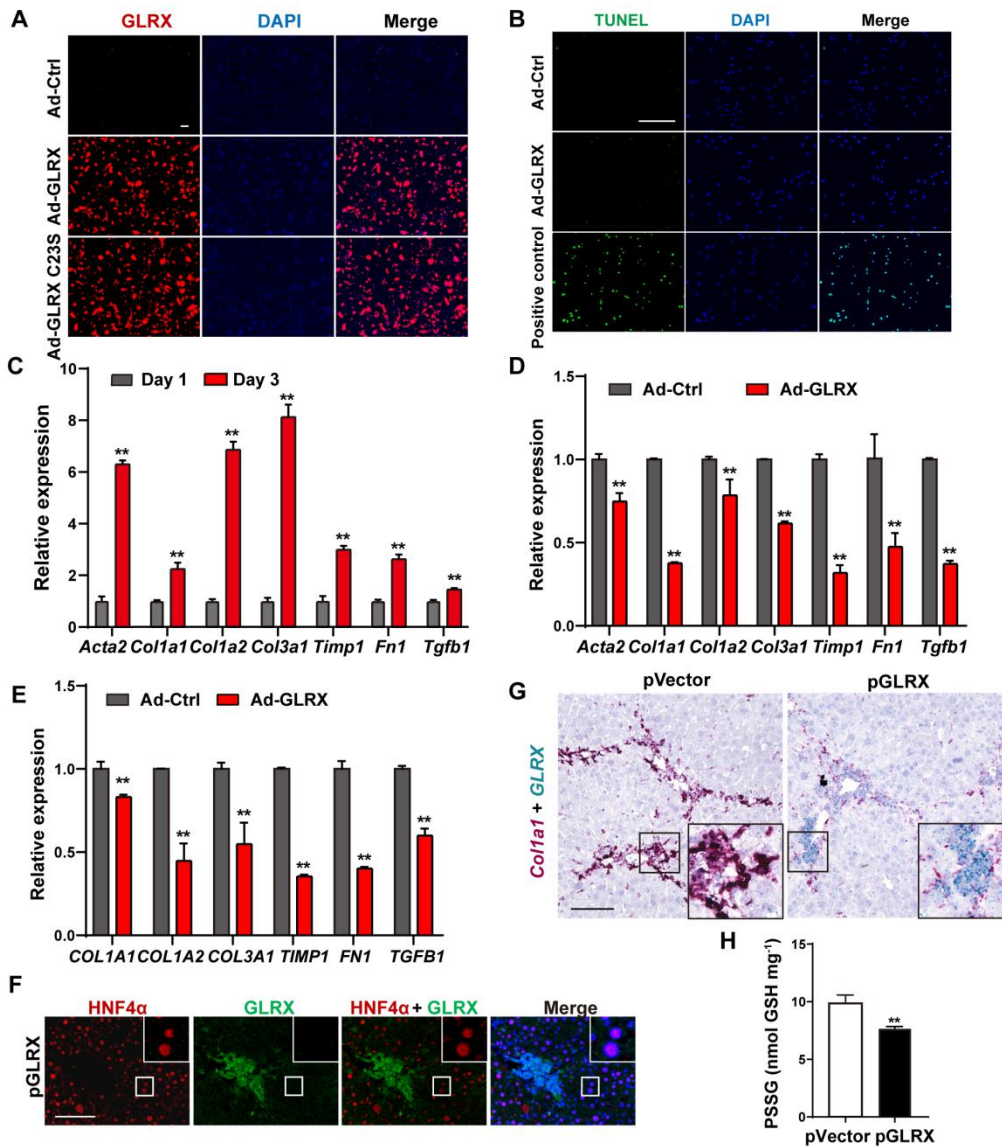 A
GLRX DAPI Merge
Ad-Ctrl
Ad-GLRX
Ad-GLRX C23S
B
TUNEL DAPI Merge
Ad-Ctrl
Ad-GLRX
Positive control
C
Day 1 Day 3
Relative expression
10
8
6
4
2
0
** ** ** ** ** ** **
Acta2 Col1a1 Col1a2 Col3a1 Timp1 Fn1 Tgfb1
D
Ad-Ctrl Ad-GLRX
Relative expression
1.5
1.0
0.5
0.0
** ** ** ** ** ** **
Acta2 Col1a1 Col1a2 Col3a1 Timp1 Fn1 Tgfb1
E
Ad-Ctrl Ad-GLRX
Relative expression
1.5
1.0
0.5
0.0
** ** ** ** ** **
COL1A1 COL1A2 COL3A1 TIMP1 FN1 TGFB1
F
HNF4α GLRX HNF4α + GLRX Merge
pGLRX
G
pVector pGLRX
Col1a1 + GLRX
H
PSSG (nmol GSH mg⁻¹)
15
10
5
0
**
pVector pGLRX